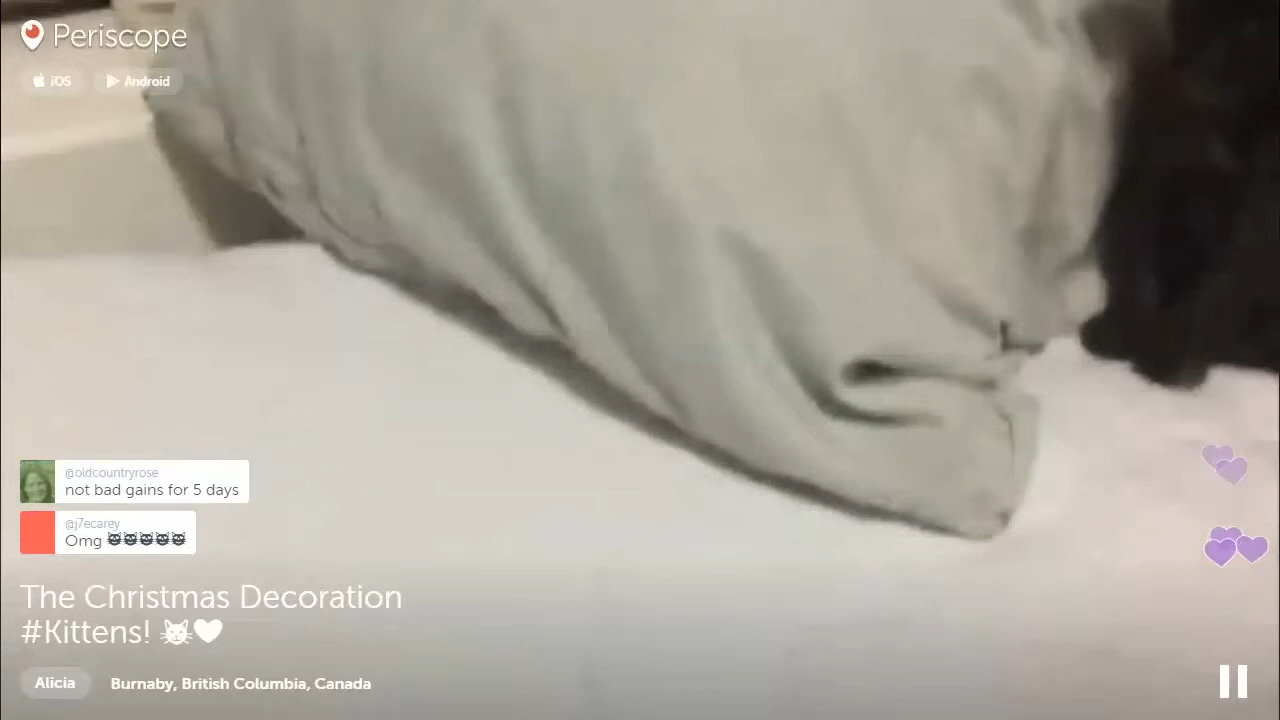 Periscope
iOS
Android
@oldcountryrose
not bad gains for 5 days
@j7ecarey
Omg 😻😻😻😻😻
The Christmas Decoration
#Kittens! 🐱❤
Alicia
Burnaby, British Columbia, Canada